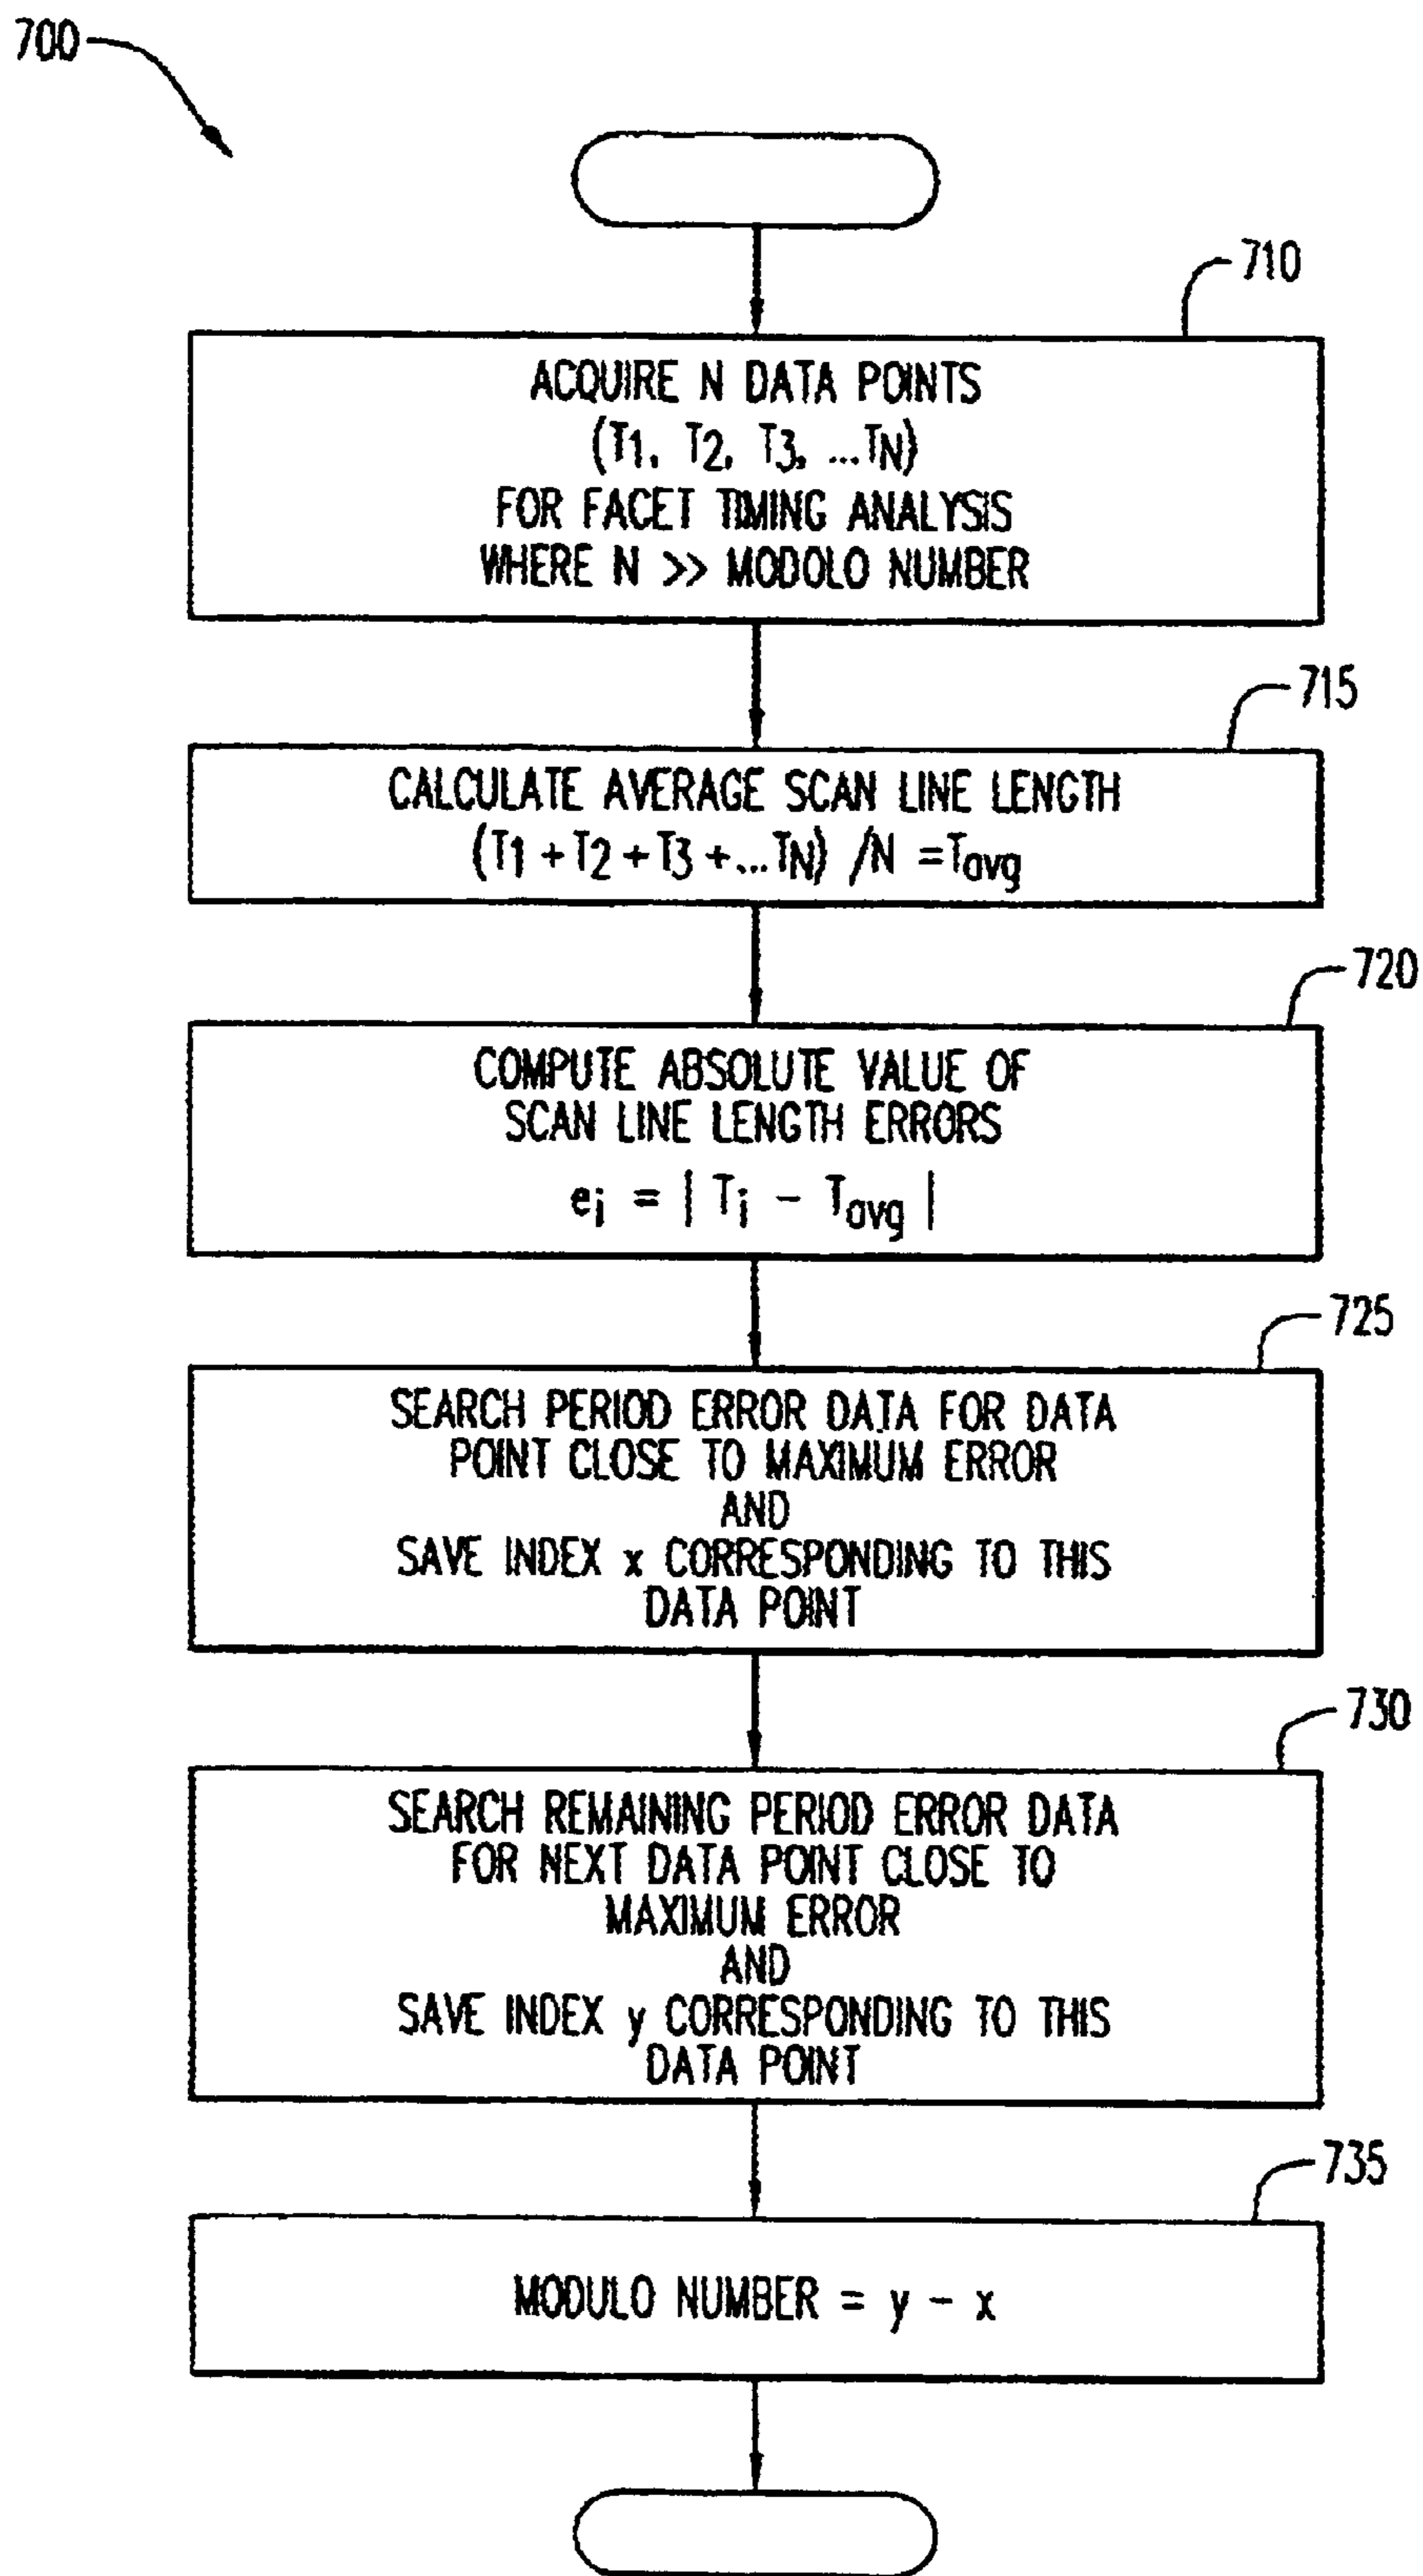 700
710
ACQUIRE N DATA POINTS
(T1, T2, T3, ...TN)
FOR FACET TIMING ANALYSIS
WHERE N >> MODOLO NUMBER
715
CALCULATE AVERAGE SCAN LINE LENGTH
(T1 + T2 + T3 + ... TN) /N = Tavg
720
COMPUTE ABSOLUTE VALUE OF
SCAN LINE LENGTH ERRORS
ei = | Ti - Tavg |
725
SEARCH PERIOD ERROR DATA FOR DATA
POINT CLOSE TO MAXIMUM ERROR
AND
SAVE INDEX x CORRESPONDING TO THIS
DATA POINT
730
SEARCH REMAINING PERIOD ERROR DATA
FOR NEXT DATA POINT CLOSE TO
MAXIMUM ERROR
AND
SAVE INDEX y CORRESPONDING TO THIS
DATA POINT
735
MODULO NUMBER = y - x